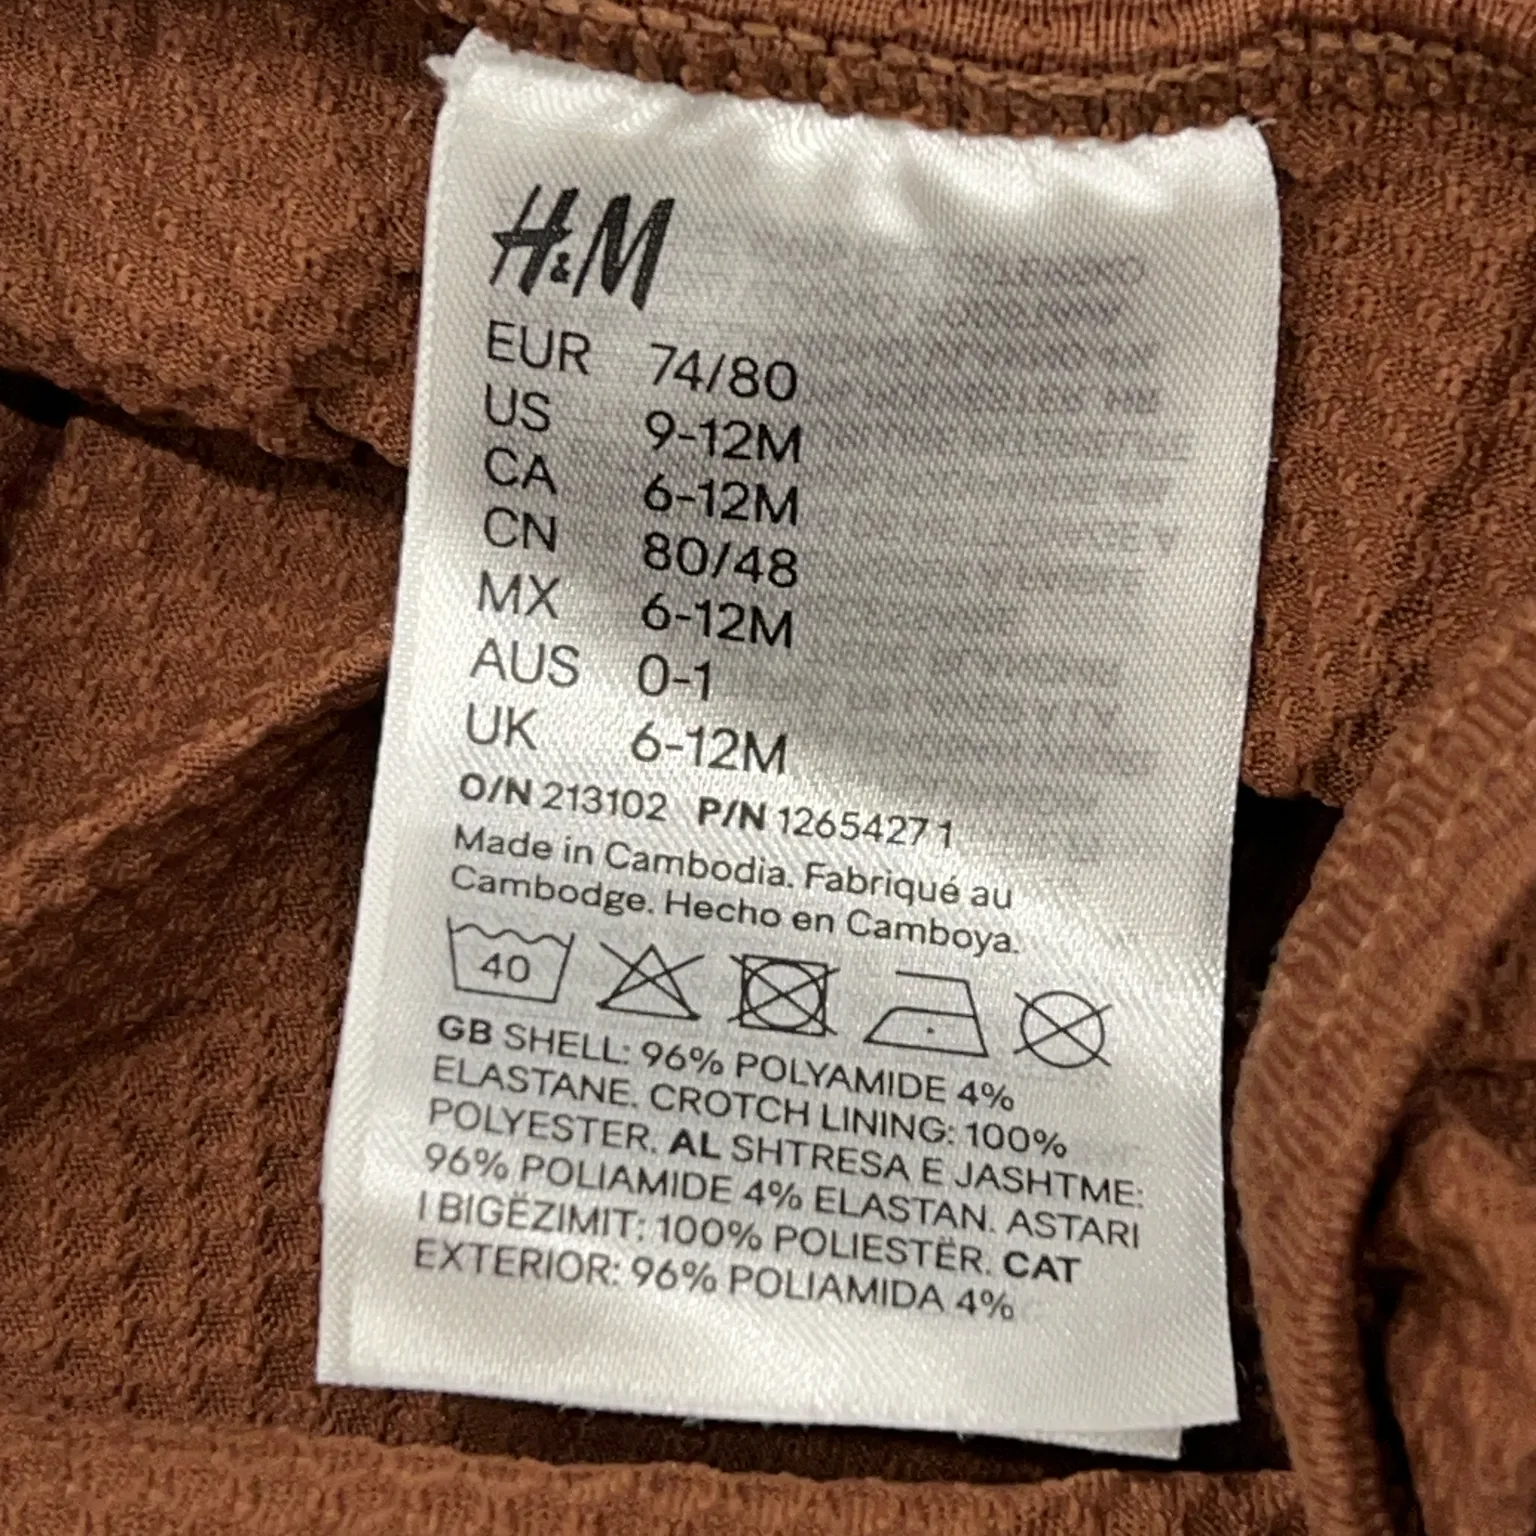 H&M
EUR 74/80
US 9-12M
CA 6-12M
CN 80/48
MX 6-12M
AUS 0-1
UK 6-12M
O/N 213102 P/N 1265427 1
Made in Cambodia. Fabriqué au
Cambodge. Hecho en Camboya.
40
GB SHELL: 96% POLYAMIDE 4%
ELASTANE. CROTCH LINING: 100%
POLYESTER. AL SHTRESA E JASHTME:
96% POLIAMIDE 4% ELASTAN. ASTARI
I BIGËZIMIT: 100% POLIESTËR. CAT
EXTERIOR: 96% POLIAMIDA 4%